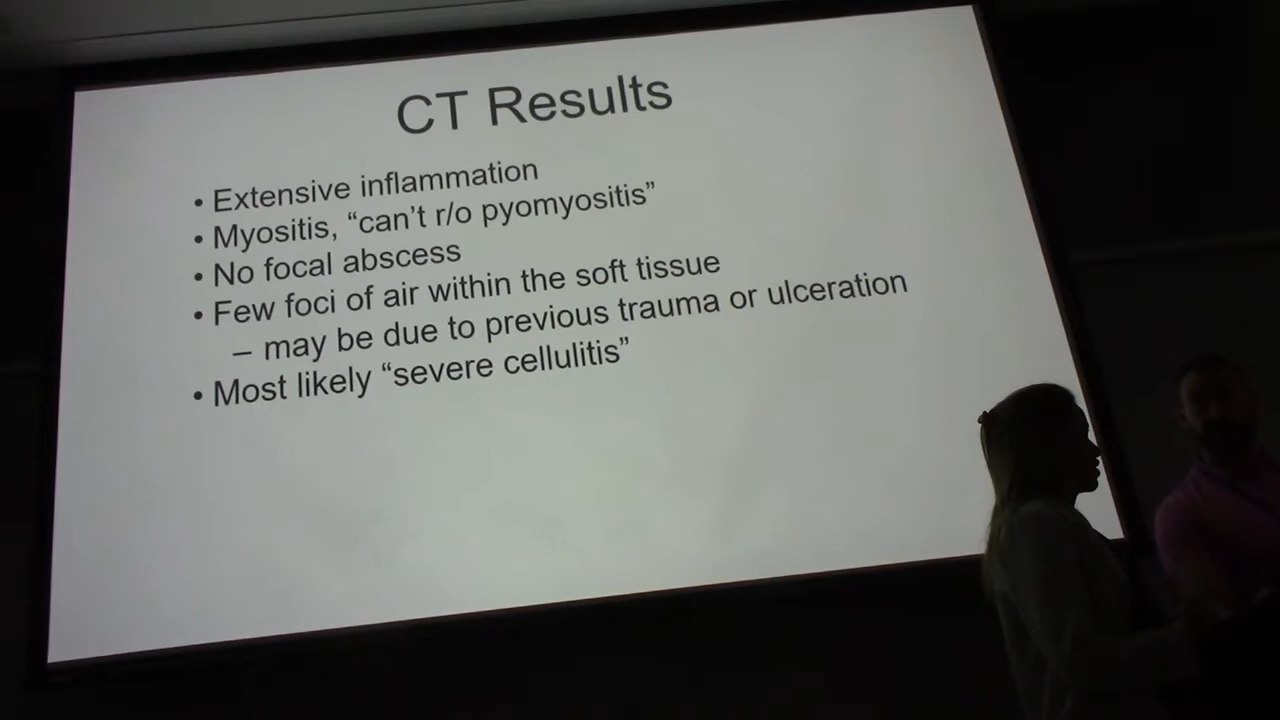 CT Results
• Extensive inflammation
• Myositis, “can’t r/o pyomyositis”
• No focal abscess
• Few foci of air within the soft tissue
– may be due to previous trauma or ulceration
• Most likely “severe cellulitis”